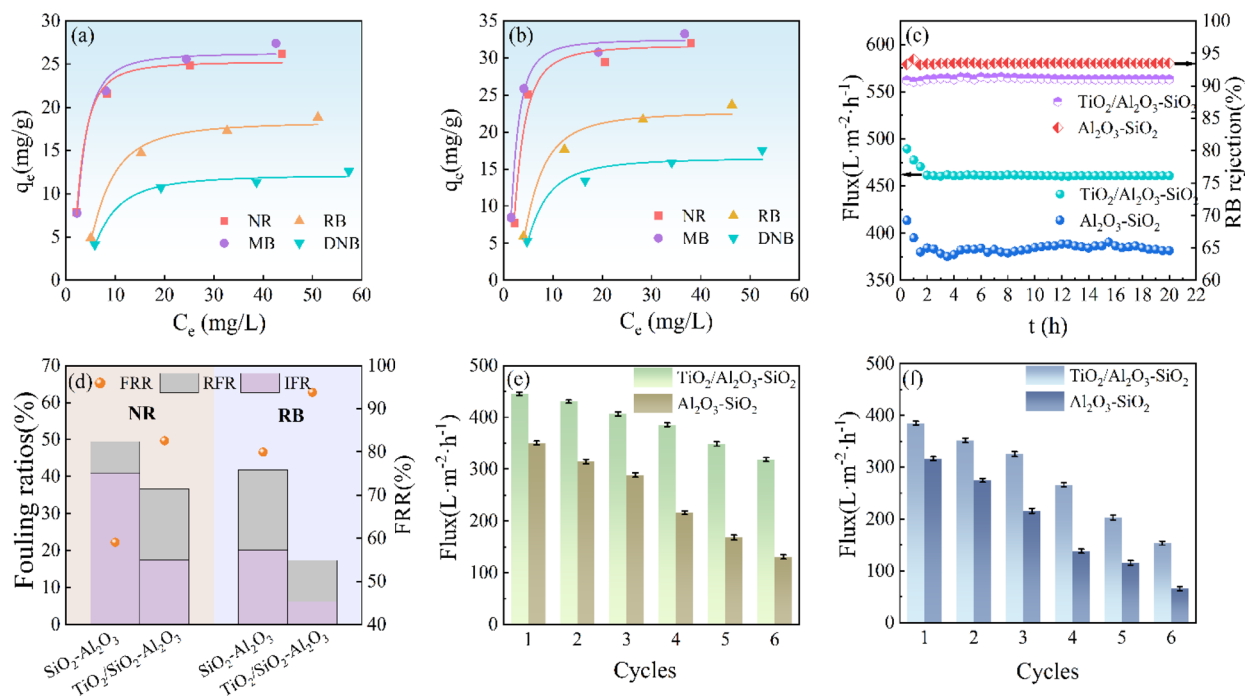 (a)
30
25
20
15
10
5
0
qₑ(mg/g)
NR
RB
MB
DNB
0 10 20 30 40 50 60
Cₑ (mg/L)
(b)
35
30
25
20
15
10
5
0
qₑ(mg/g)
NR
RB
MB
DNB
0 10 20 30 40 50 60
Cₑ (mg/L)
(c)
600
550
500
450
400
350
Flux(L·m⁻²·h⁻¹)
TiO₂/Al₂O₃-SiO₂
Al₂O₃-SiO₂
TiO₂/Al₂O₃-SiO₂
Al₂O₃-SiO₂
100
95
90
85
80
75
70
65
60
RB rejection(%)
0 2 4 6 8 10 12 14 16 18 20 22
t (h)
(d)
FRR RFR IFR
NR RB
70
60
50
40
30
20
10
0
Fouling ratios(%)
100
90
80
70
60
50
40
FRR(%)
SiO₂-Al₂O₃
TiO₂/SiO₂-Al₂O₃
SiO₂-Al₂O₃
TiO₂/SiO₂-Al₂O₃
(e)
500
400
300
200
100
0
Flux(L·m⁻²·h⁻¹)
TiO₂/Al₂O₃-SiO₂
Al₂O₃-SiO₂
1 2 3 4 5 6
Cycles
(f)
500
400
300
200
100
0
Flux(L·m⁻²·h⁻¹)
TiO₂/Al₂O₃-SiO₂
Al₂O₃-SiO₂
1 2 3 4 5 6
Cycles